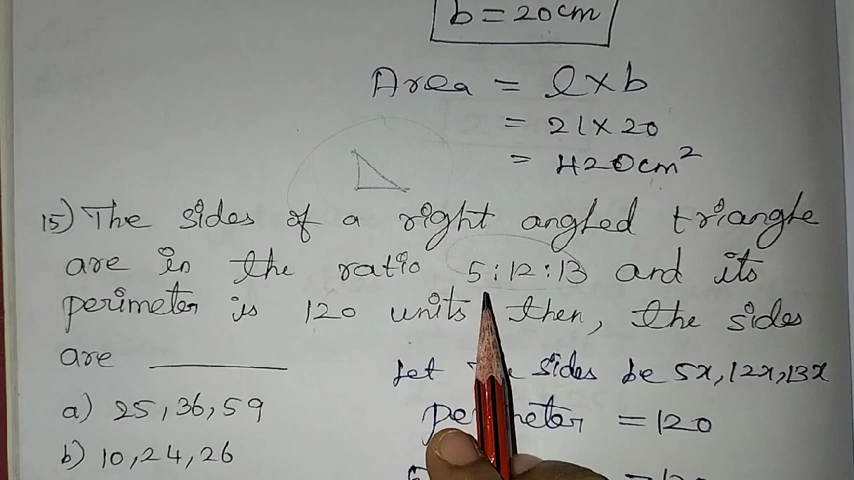 b = 20cm
Area = l × b
= 21 × 20
= 420cm²
15) The sides of a right angled triangle
are in the ratio 5:12:13 and its
perimeter is 120 units then, the sides
are ________
Let the sides be 5x, 12x, 13x
a) 25, 36, 59
= 120
b) 10, 24, 26